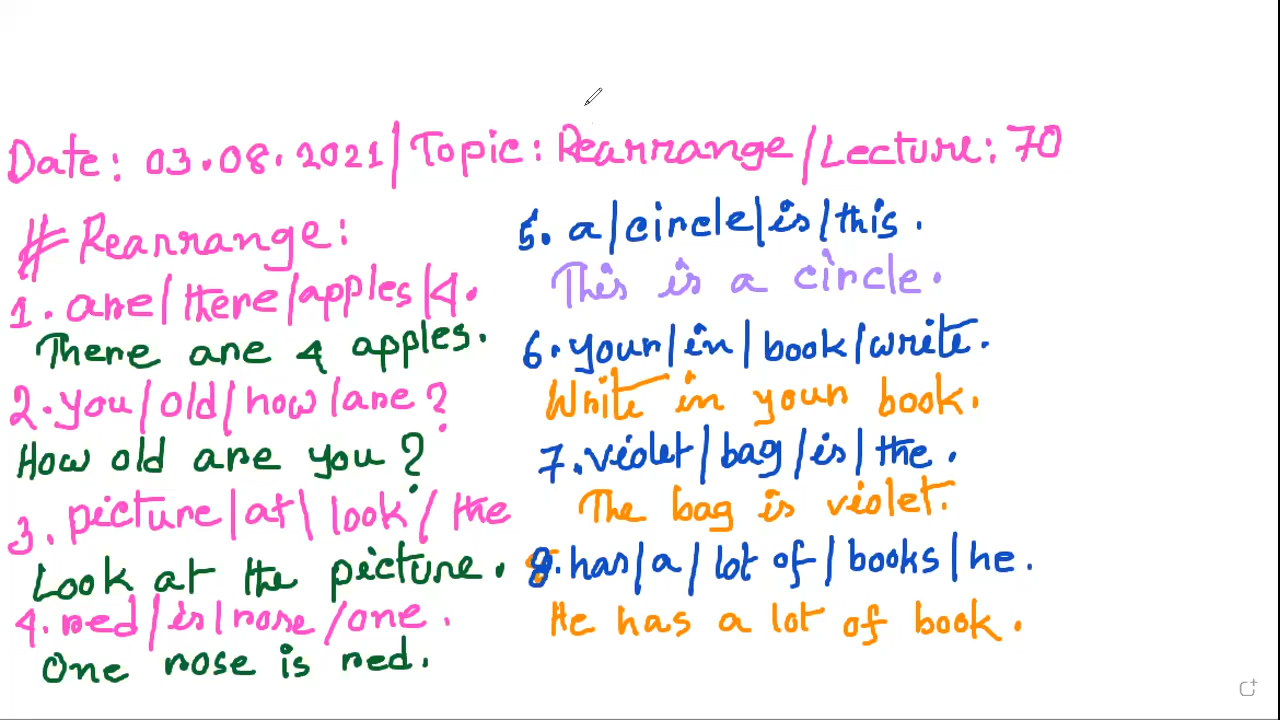 Date: 03.08.2021/Topic: Rearrange/Lecture: 70
# Rearrange:
1. are/there/apples/4.
There are 4 apples.
2. you/old/how/are?
How old are you?
3. picture/at\look/the
Look at the picture.
4. red/is/rose/one.
One rose is red.
5. a/circle/is/this.
This is a circle.
6. your/in/book/write.
Write in your book.
7. violet/bag/is/the.
The bag is violet.
8. has/a/lot of/books/he.
He has a lot of book.